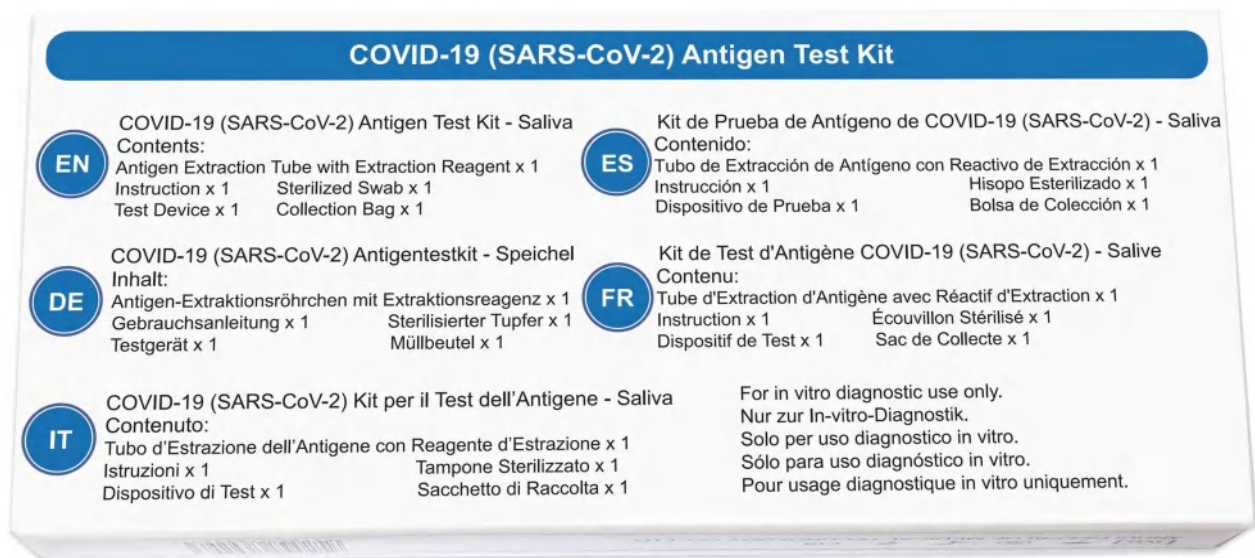 COVID-19 (SARS-CoV-2) Antigen Test Kit
EN
COVID-19 (SARS-CoV-2) Antigen Test Kit - Saliva
Contents:
Antigen Extraction Tube with Extraction Reagent x 1
Instruction x 1 Sterilized Swab x 1
Test Device x 1 Collection Bag x 1
ES
Kit de Prueba de Antígeno de COVID-19 (SARS-CoV-2) - Saliva
Contenido:
Tubo de Extracción de Antígeno con Reactivo de Extracción x 1
Instrucción x 1 Hisopo Esterilizado x 1
Dispositivo de Prueba x 1 Bolsa de Colección x 1
DE
COVID-19 (SARS-CoV-2) Antigentestkit - Speichel
Inhalt:
Antigen-Extraktionsröhrchen mit Extraktionsreagenz x 1
Gebrauchsanleitung x 1 Sterilisierter Tupfer x 1
Testgerät x 1 Müllbeutel x 1
FR
Kit de Test d'Antigène COVID-19 (SARS-CoV-2) - Salive
Contenu:
Tube d'Extraction d'Antigène avec Réactif d'Extraction x 1
Instruction x 1 Écouvillon Stérilisé x 1
Dispositif de Test x 1 Sac de Collecte x 1
IT
COVID-19 (SARS-CoV-2) Kit per il Test dell'Antigene - Saliva
Contenuto:
Tubo d'Estrazione dell'Antigene con Reagente d'Estrazione x 1
Istruzioni x 1 Tampone Sterilizzato x 1
Dispositivo di Test x 1 Sacchetto di Raccolta x 1
For in vitro diagnostic use only.
Nur zur In-vitro-Diagnostik.
Solo per uso diagnostico in vitro.
Sólo para uso diagnóstico in vitro.
Pour usage diagnostique in vitro uniquement.